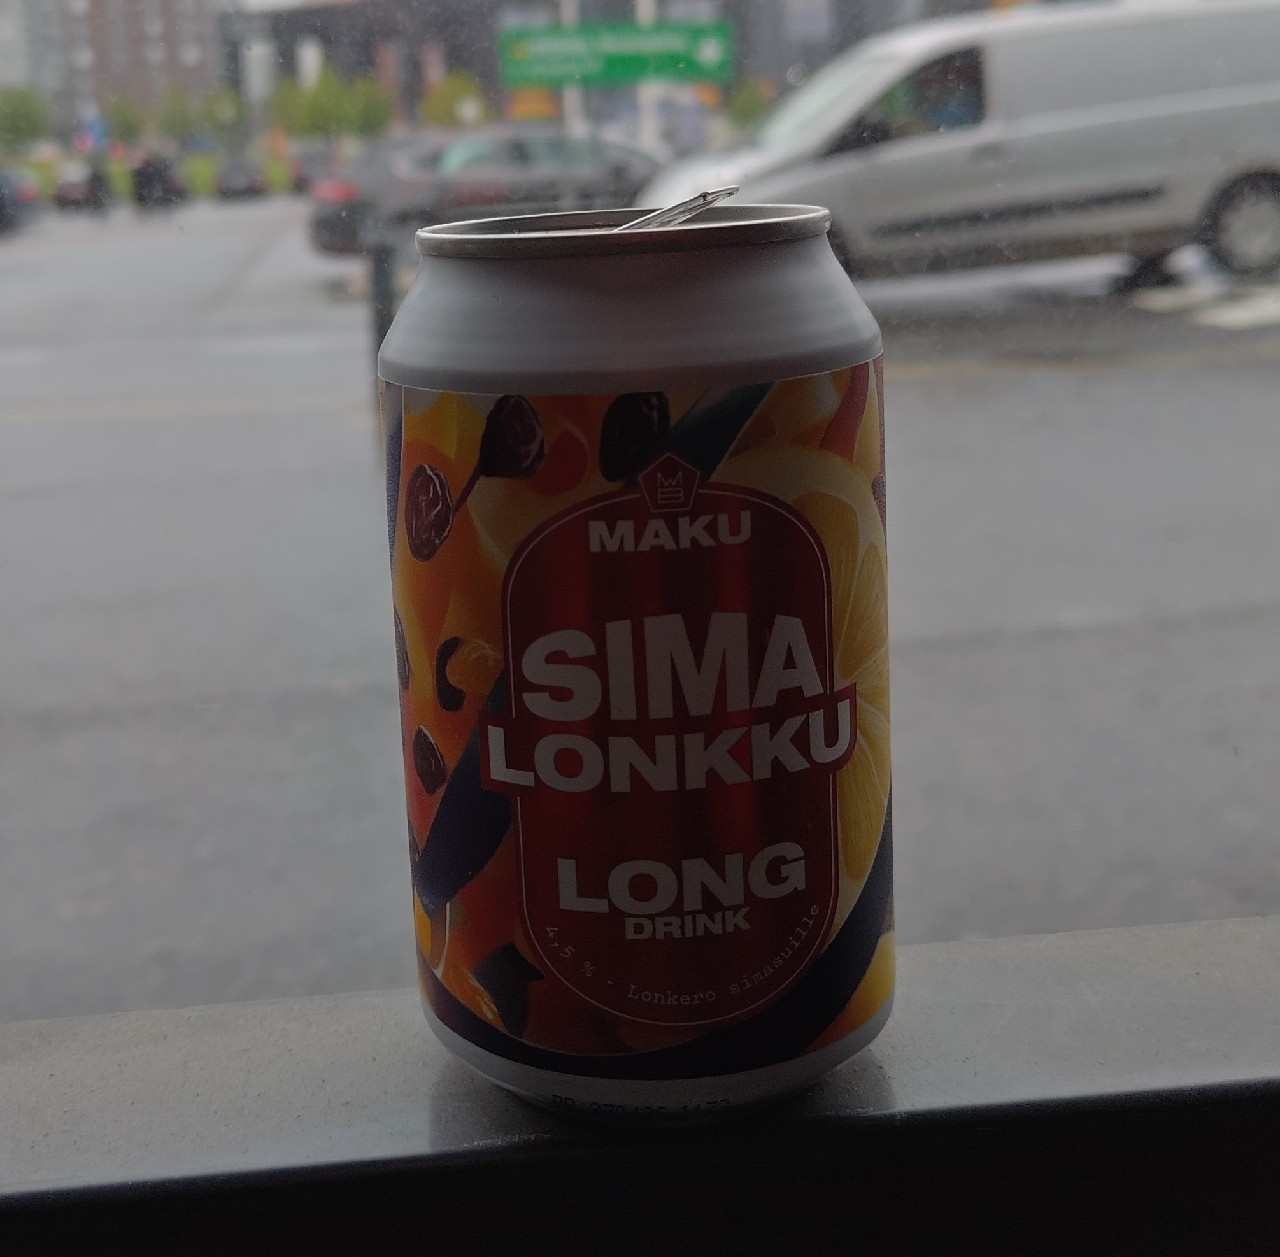 MAKU
SIMA
LONKKU
LONG
DRINK
4,5 % · Lonkero simasuille